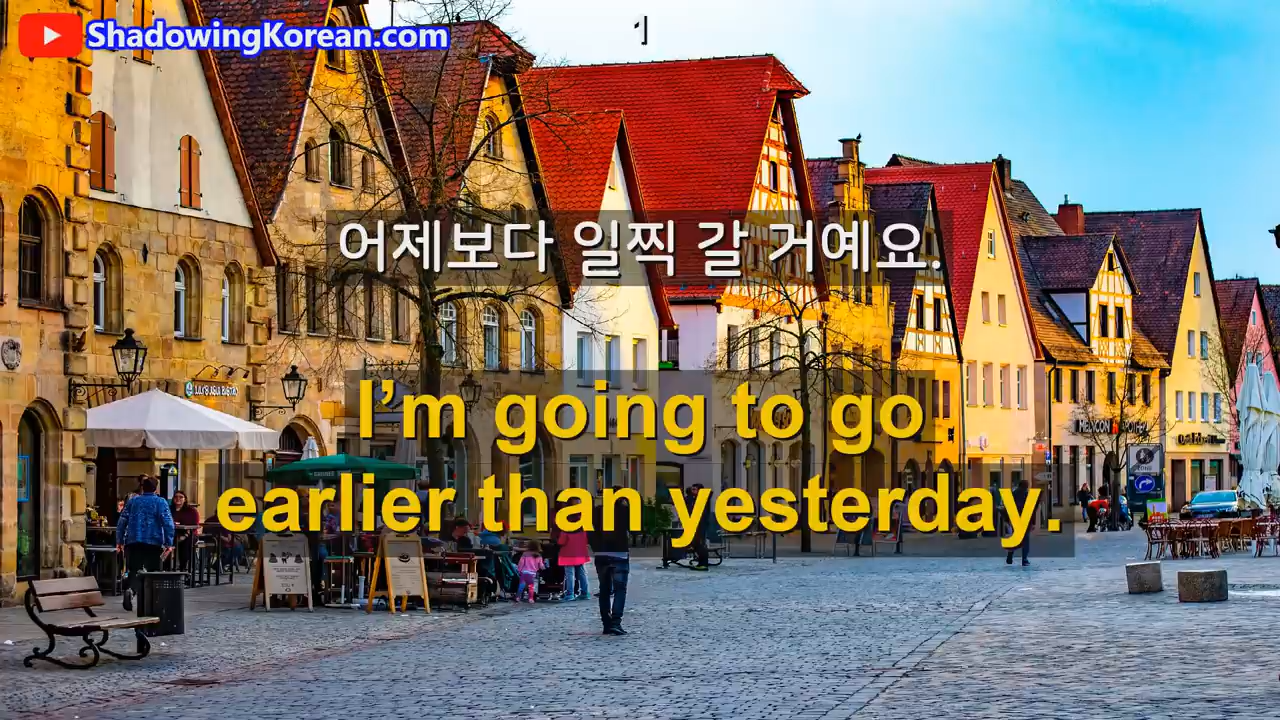 ShadowingKorean.com
어제보다 일찍 갈 거예요.
I'm going to go
earlier than yesterday.